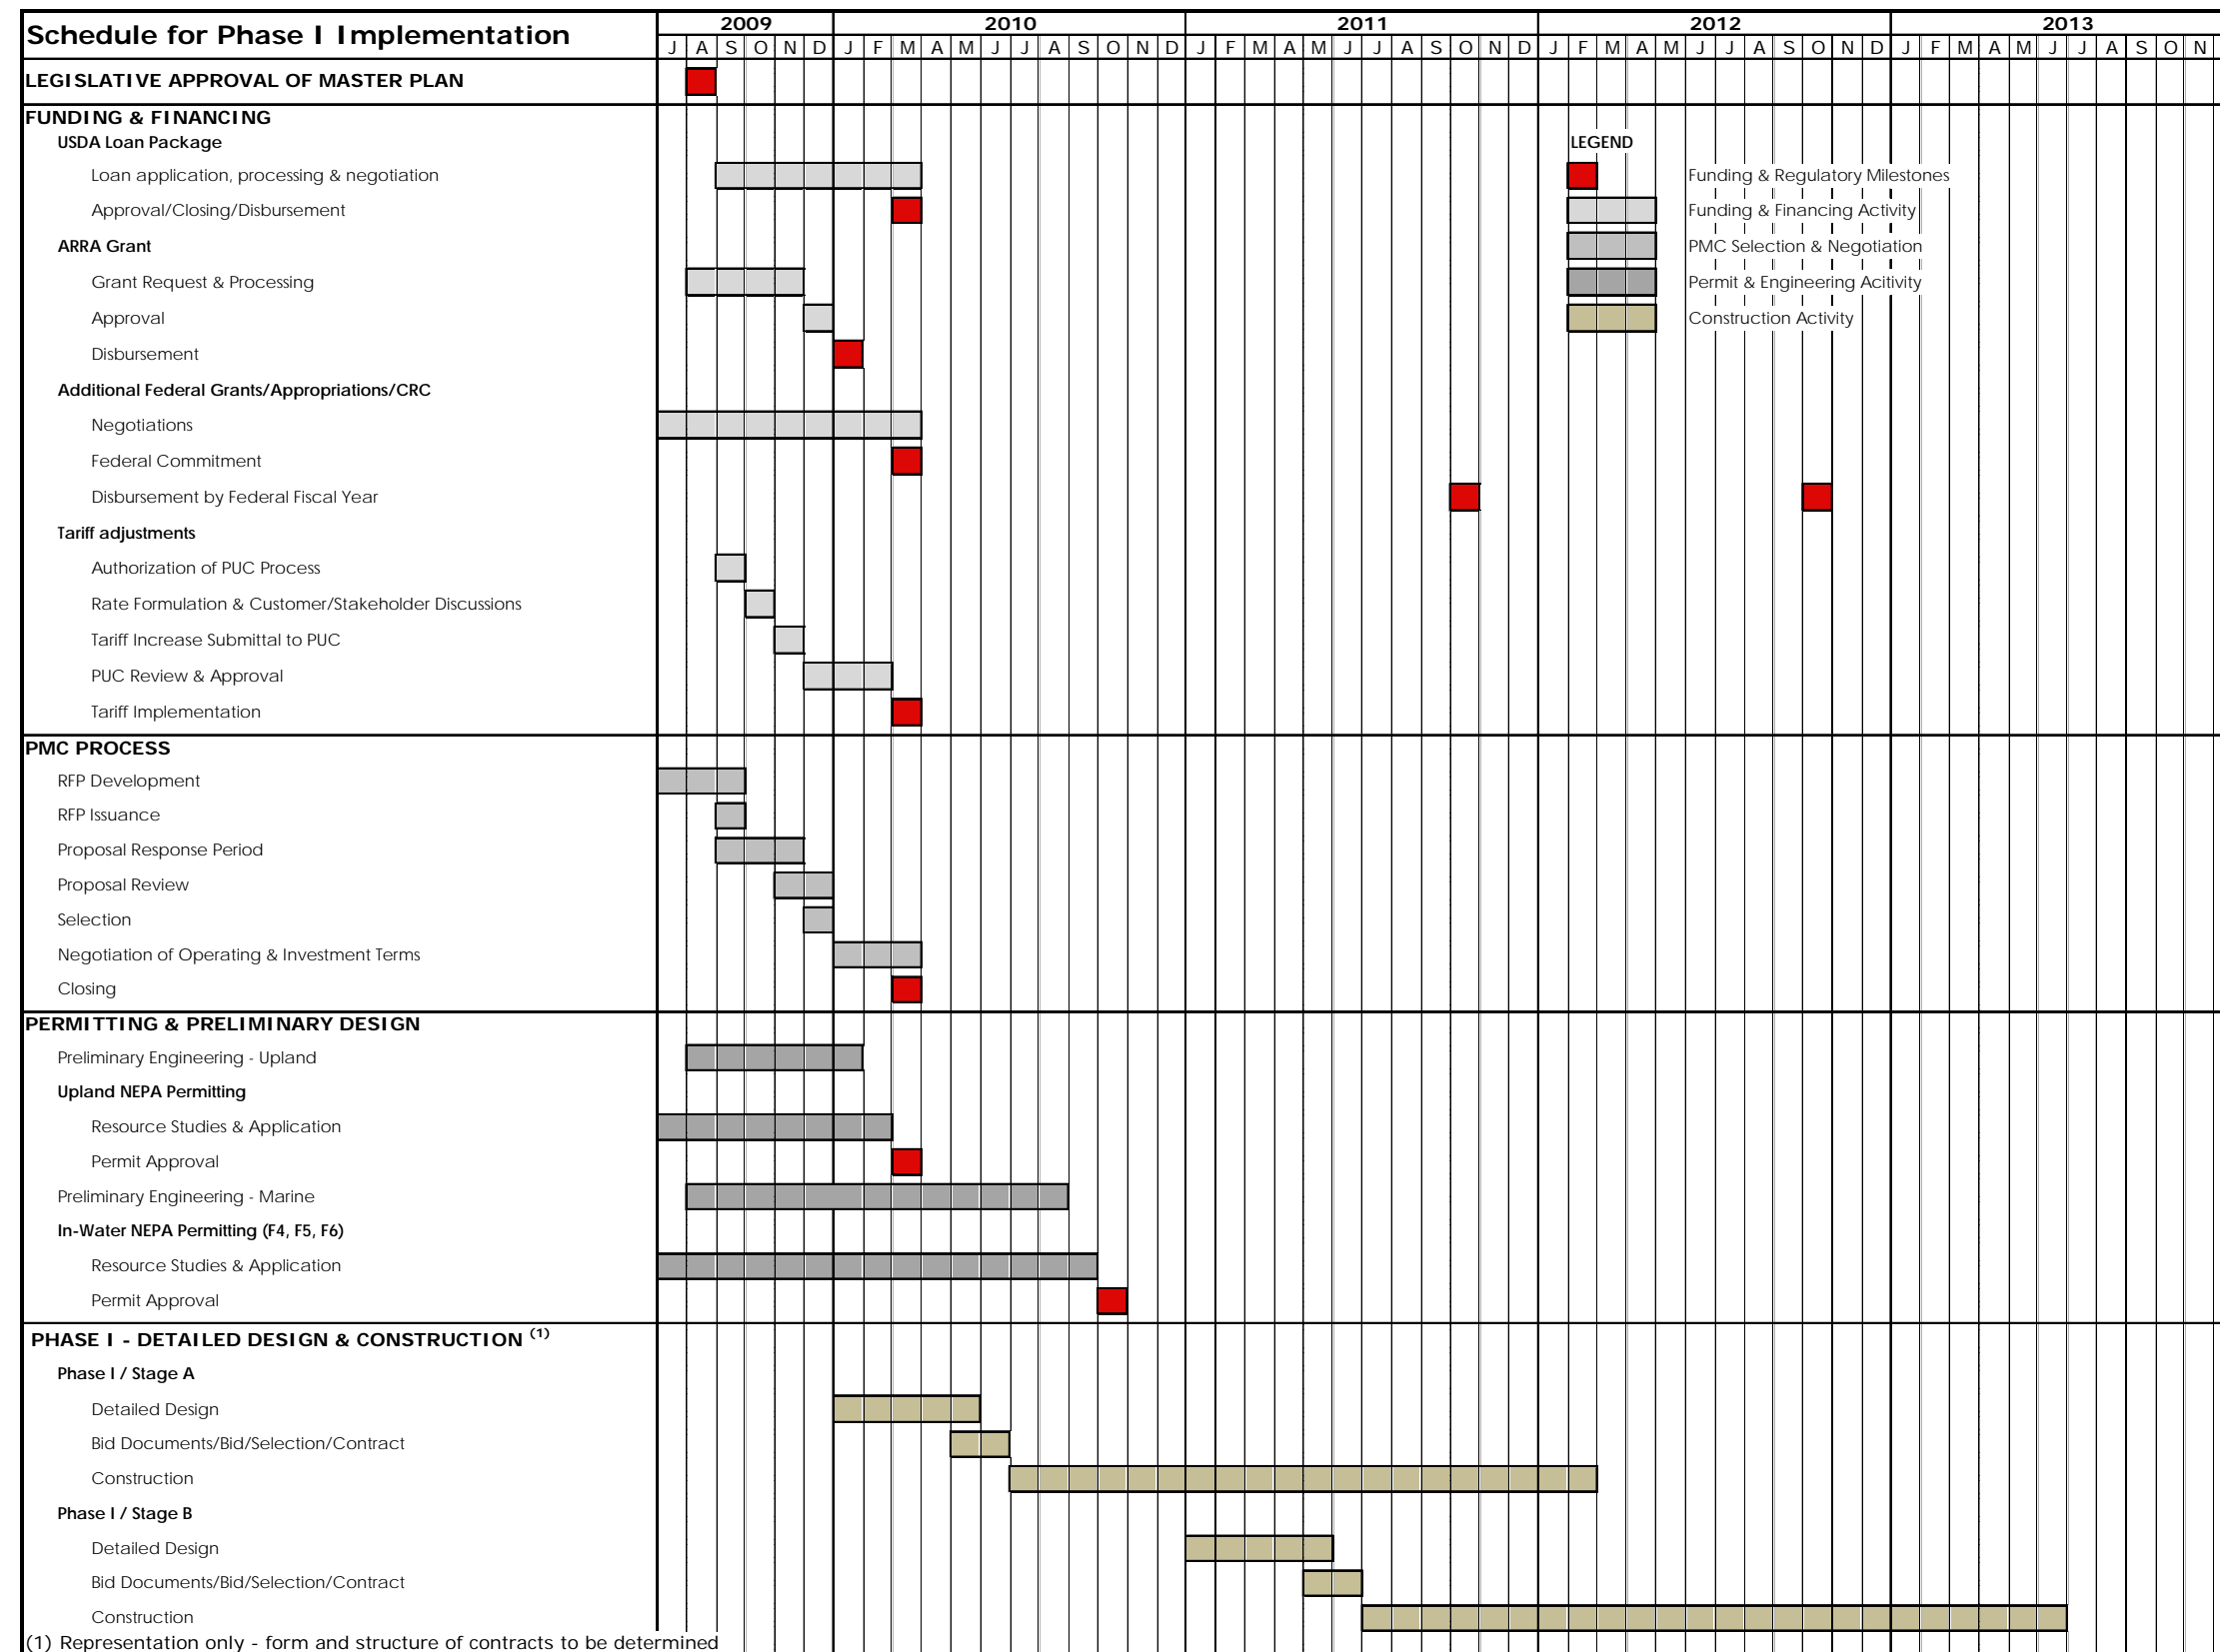 Schedule for Phase I Implementation
2009 2010 2011 2012 2013
J A S O N D J F M A M J J A S O N D J F M A M J J A S O N D J F M A M J J A S O N D J F M A M J J A S O N
LEGISLATIVE APPROVAL OF MASTER PLAN
FUNDING & FINANCING
USDA Loan Package
LEGEND
Loan application, processing & negotiation
Funding & Regulatory Milestones
Approval/Closing/Disbursement
Funding & Financing Activity
ARRA Grant
PMC Selection & Negotiation
Grant Request & Processing
Permit & Engineering Acitivity
Approval
Construction Activity
Disbursement
Additional Federal Grants/Appropriations/CRC
Negotiations
Federal Commitment
Disbursement by Federal Fiscal Year
Tariff adjustments
Authorization of PUC Process
Rate Formulation & Customer/Stakeholder Discussions
Tariff Increase Submittal to PUC
PUC Review & Approval
Tariff Implementation
PMC PROCESS
RFP Development
RFP Issuance
Proposal Response Period
Proposal Review
Selection
Negotiation of Operating & Investment Terms
Closing
PERMITTING & PRELIMINARY DESIGN
Preliminary Engineering - Upland
Upland NEPA Permitting
Resource Studies & Application
Permit Approval
Preliminary Engineering - Marine
In-Water NEPA Permitting (F4, F5, F6)
Resource Studies & Application
Permit Approval
PHASE I - DETAILED DESIGN & CONSTRUCTION (1)
Phase I / Stage A
Detailed Design
Bid Documents/Bid/Selection/Contract
Construction
Phase I / Stage B
Detailed Design
Bid Documents/Bid/Selection/Contract
Construction
(1) Representation only - form and structure of contracts to be determined